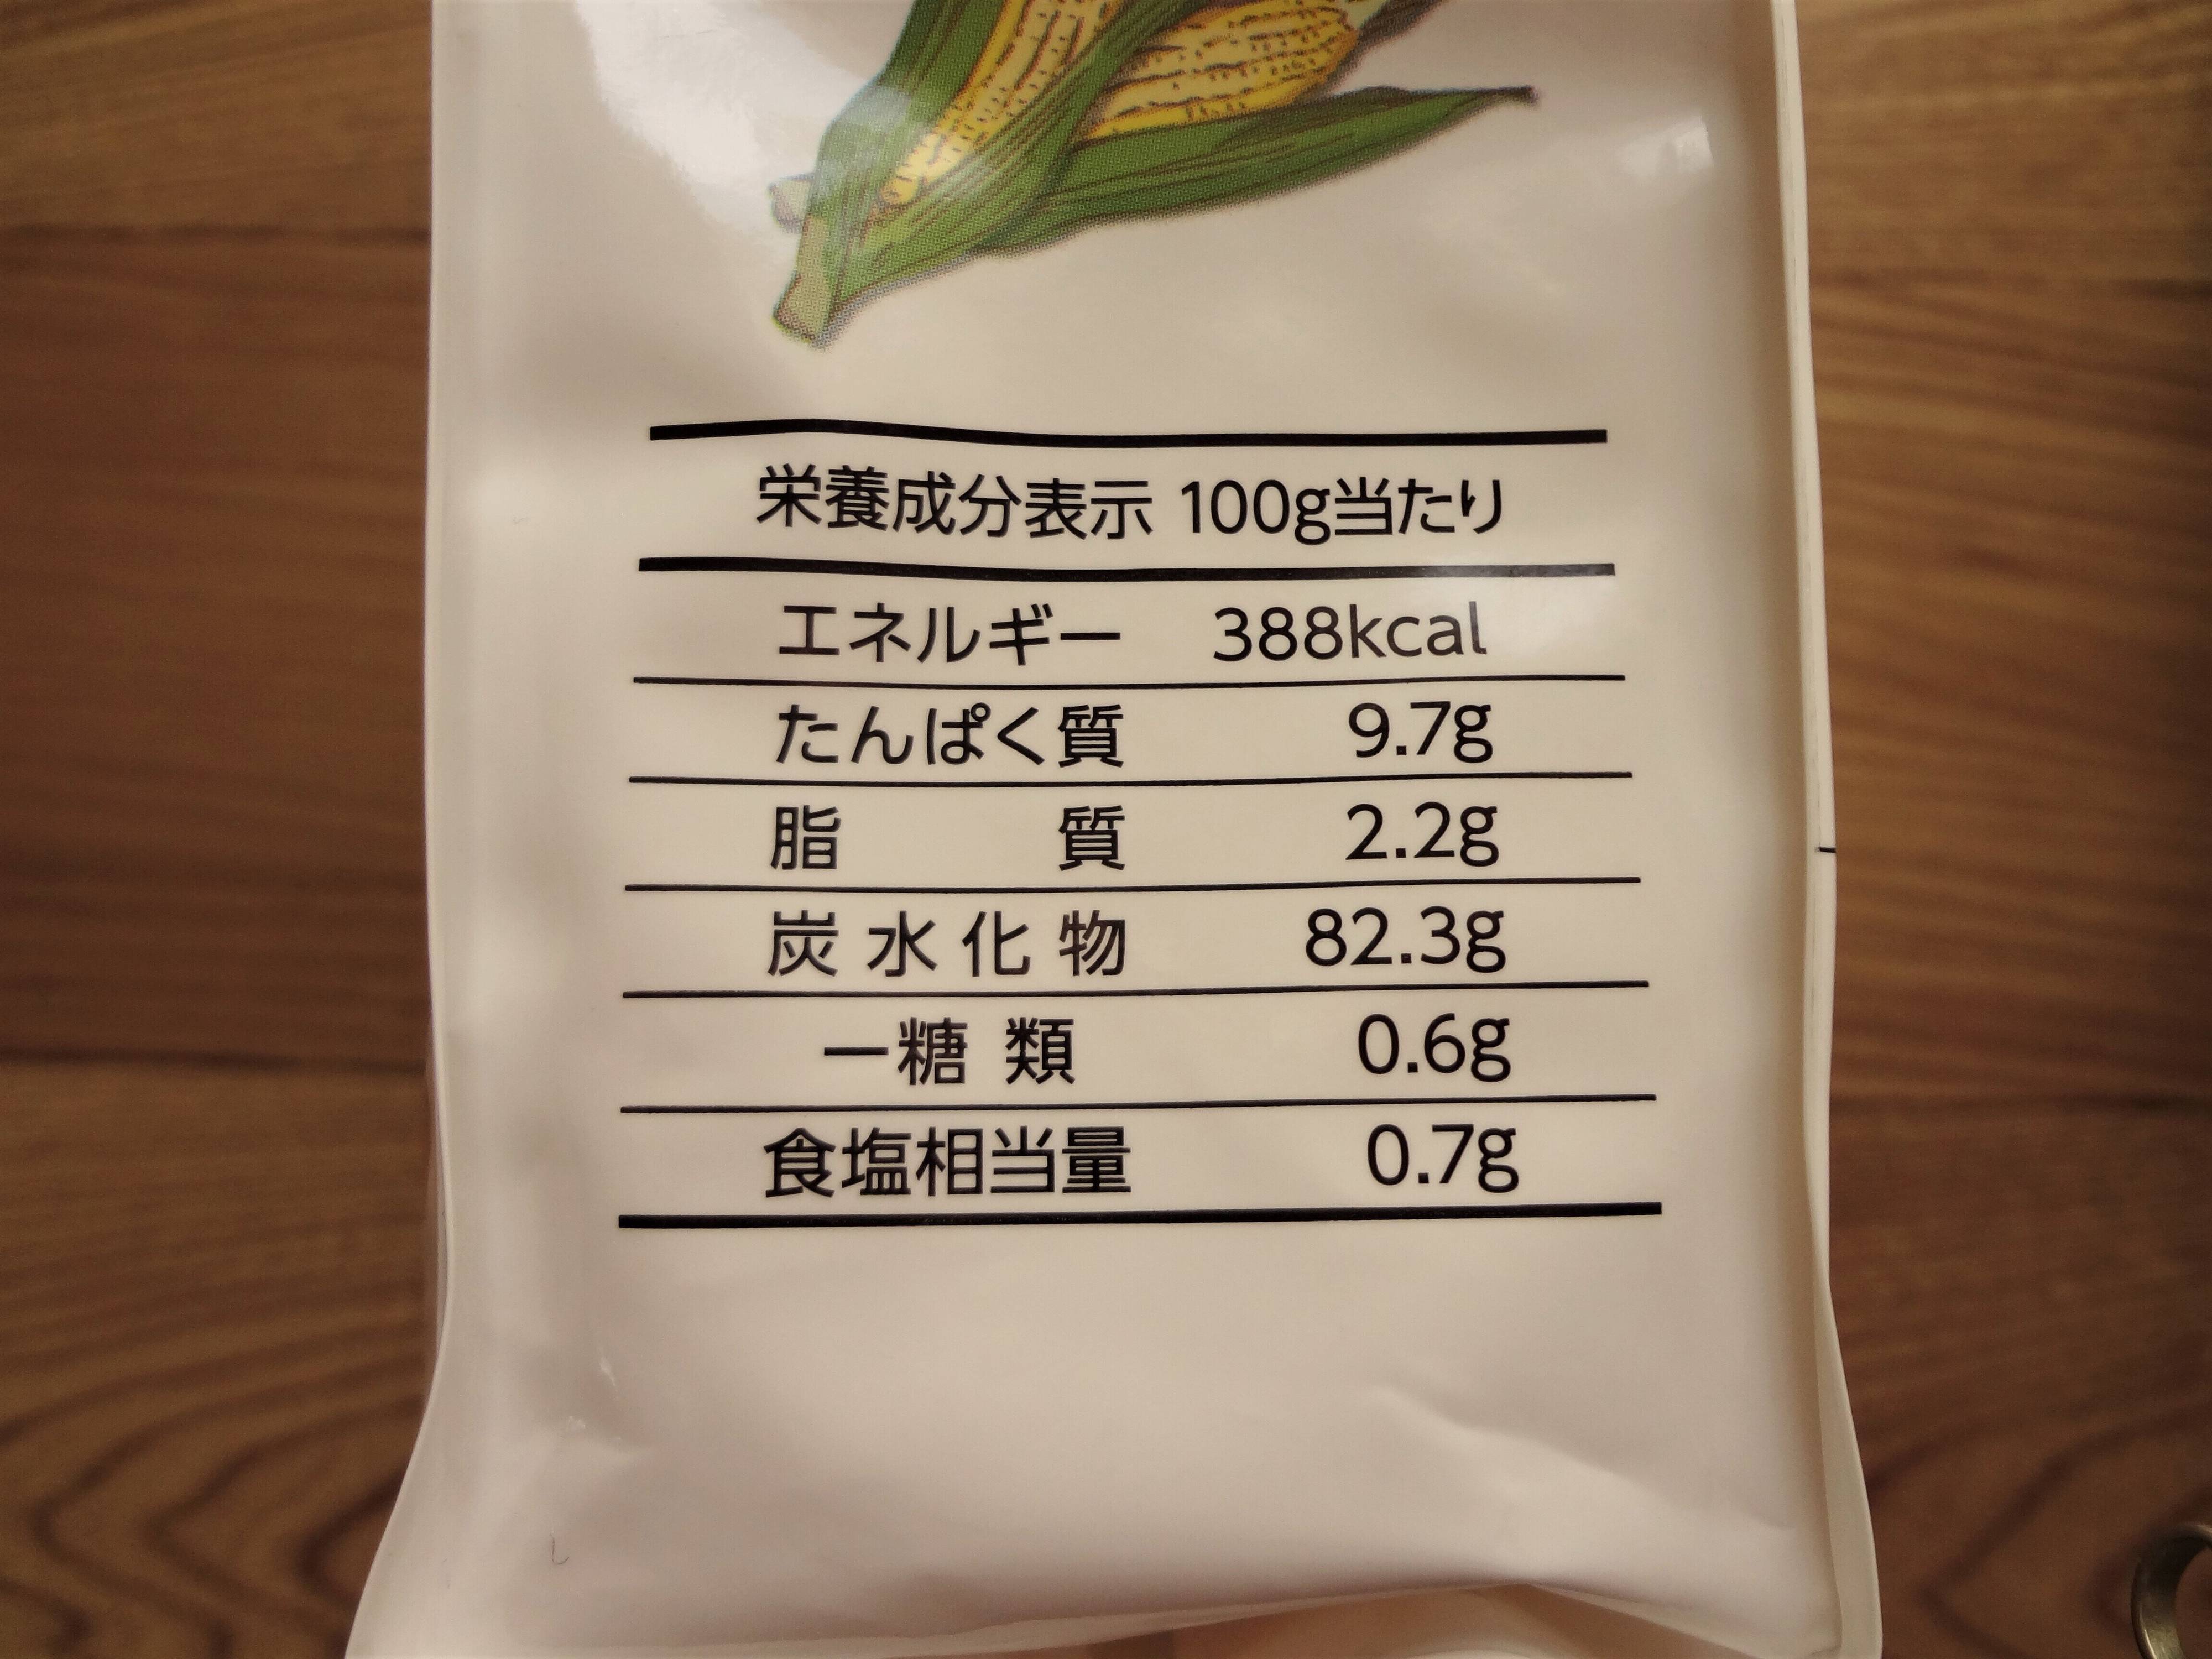 栄養成分表示 100g当たり
エネルギー 388kcal
たんぱく質 9.7g
脂質 2.2g
炭水化物 82.3g
ー糖類 0.6g
食塩相当量 0.7g